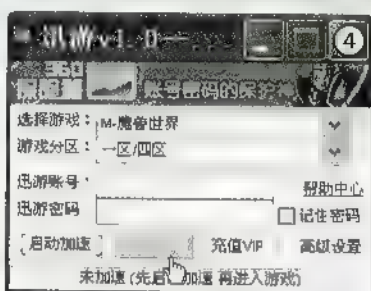 ④
360
账号密码的保护神
选择游戏： M-魔兽世界
游戏分区： 一区/四区
迅游账号：
帮助中心
迅游密码
记住密码
启动加速 充值VIP 高级设置
未加速 (先启 加速 再进入游戏)